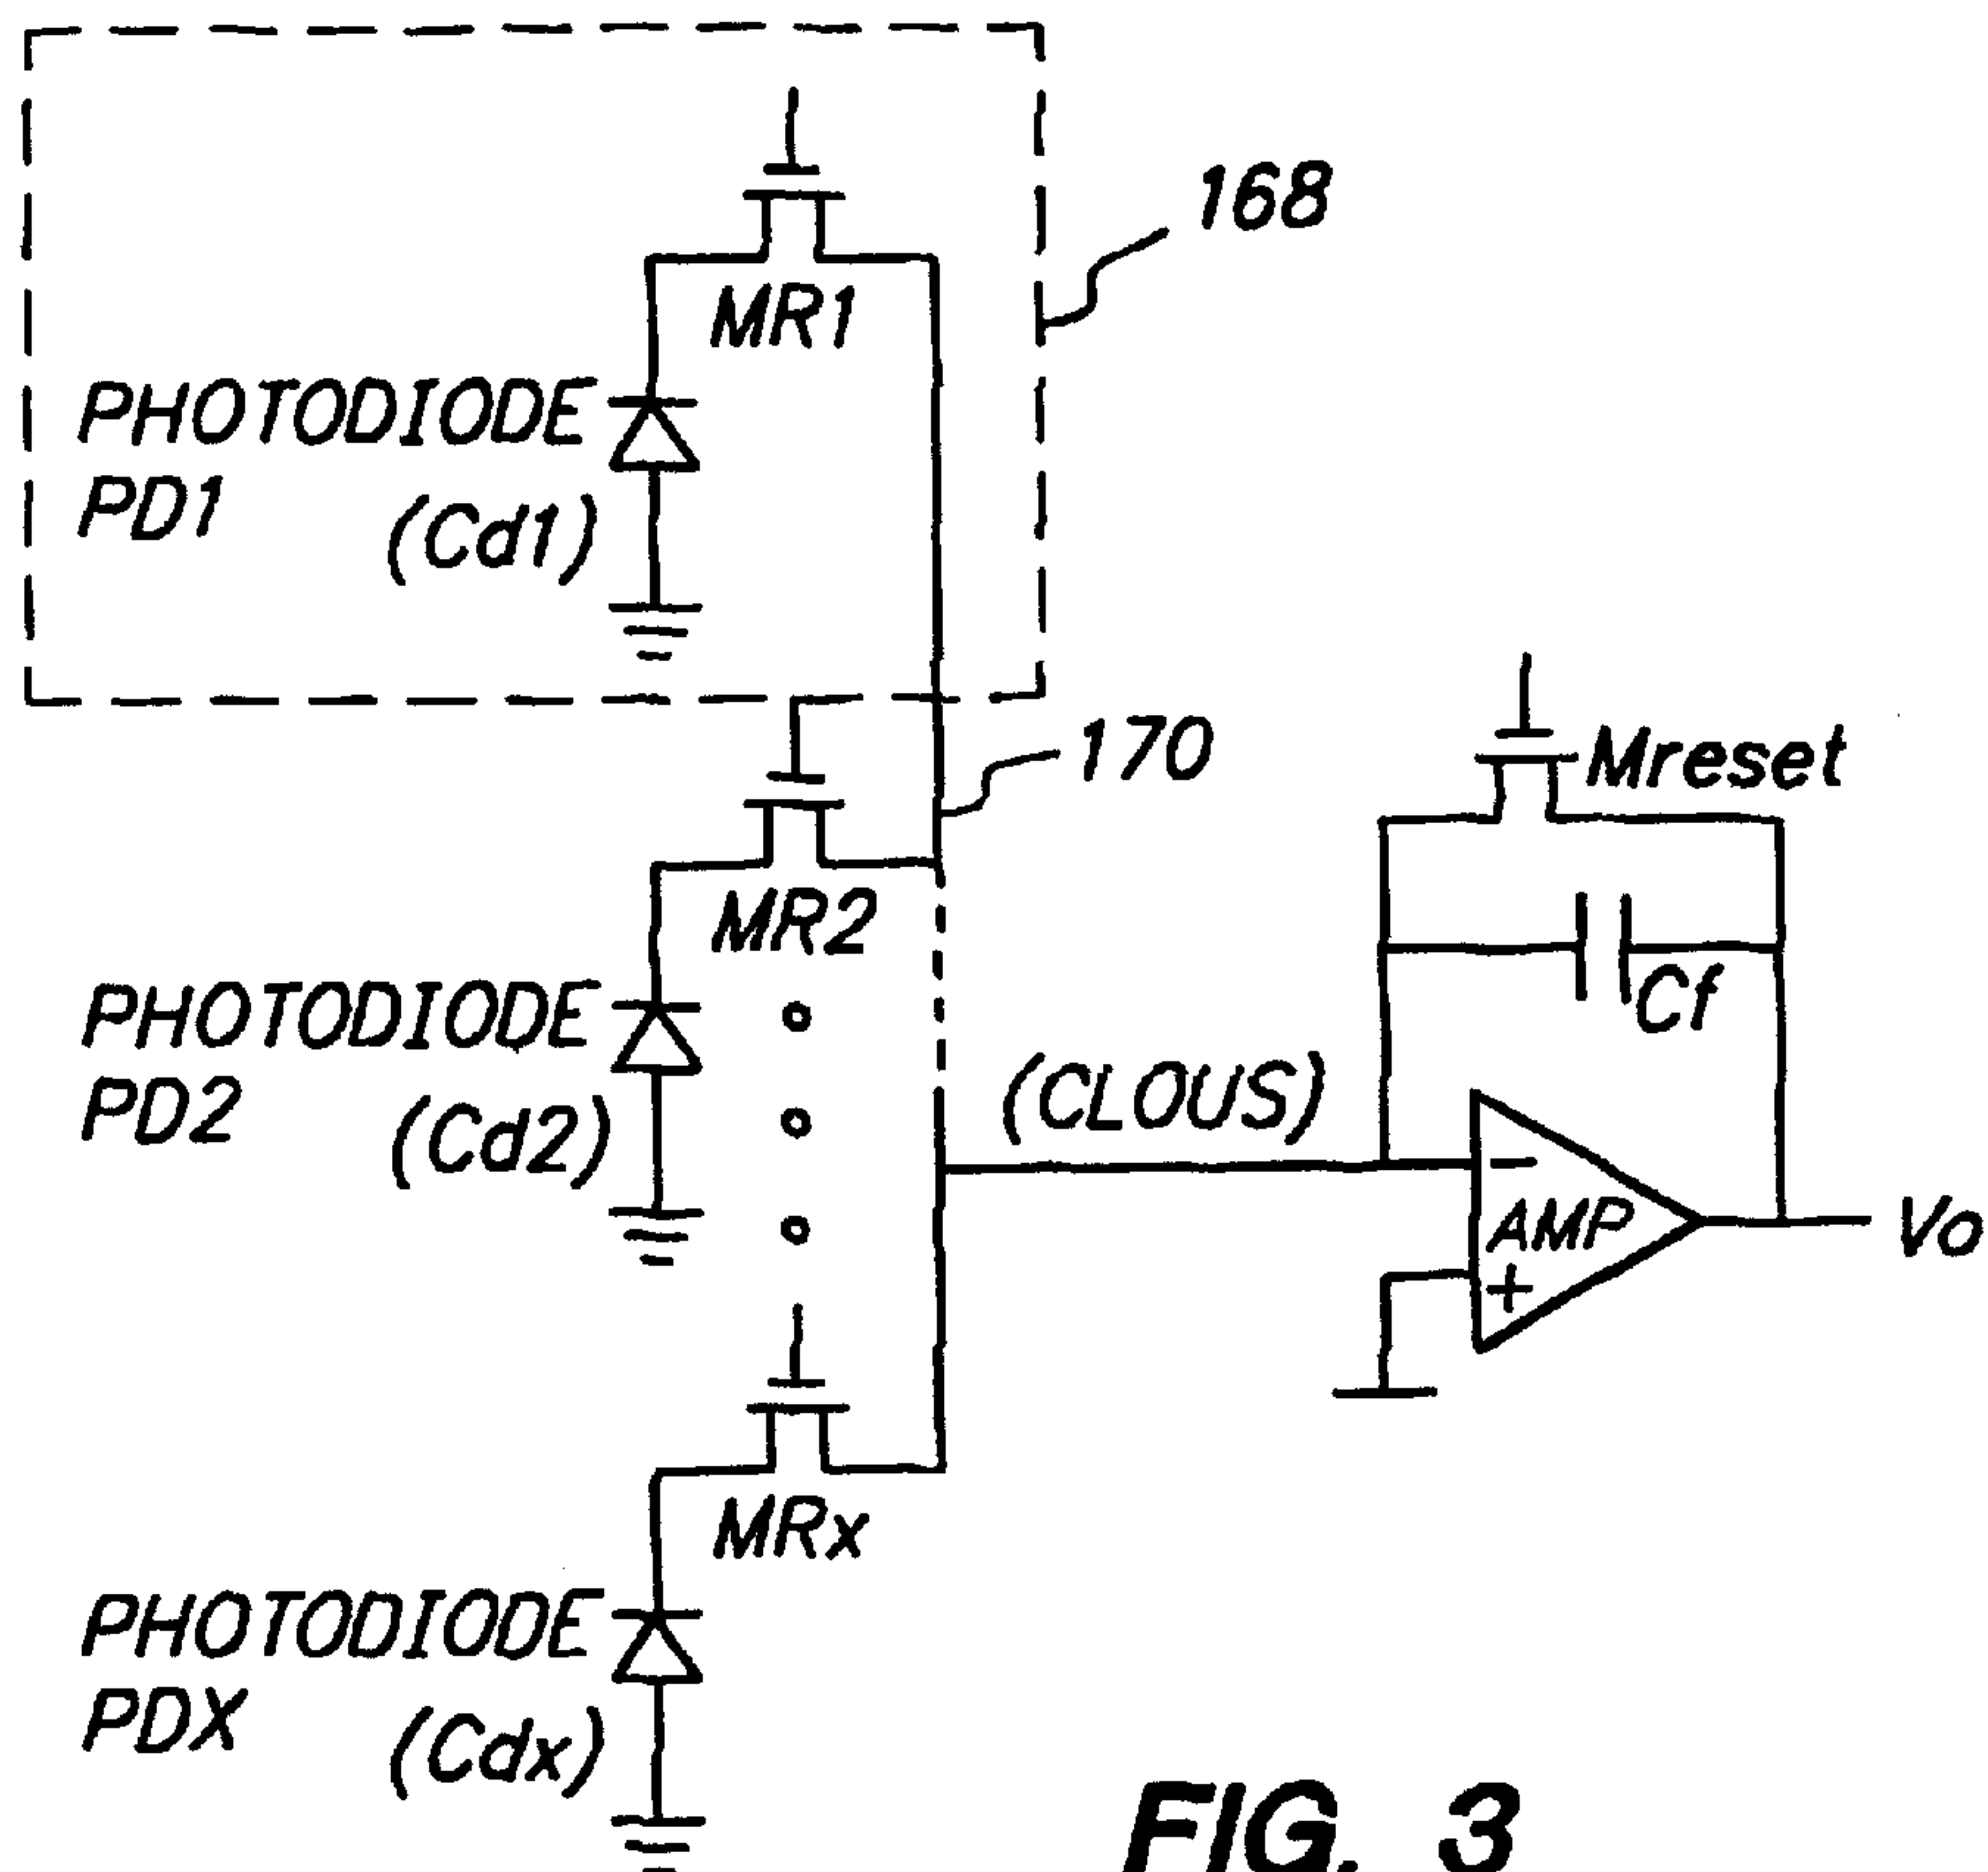 168
MR1
PHOTODIODE
PD1
(Cd1)
170
Mreset
MR2
Cf
PHOTODIODE
PD2
(Cd2)
(CLOUS)
−
AMP
+
Vo
MRx
PHOTODIODE
PDX
(Cdx)
FIG. 3